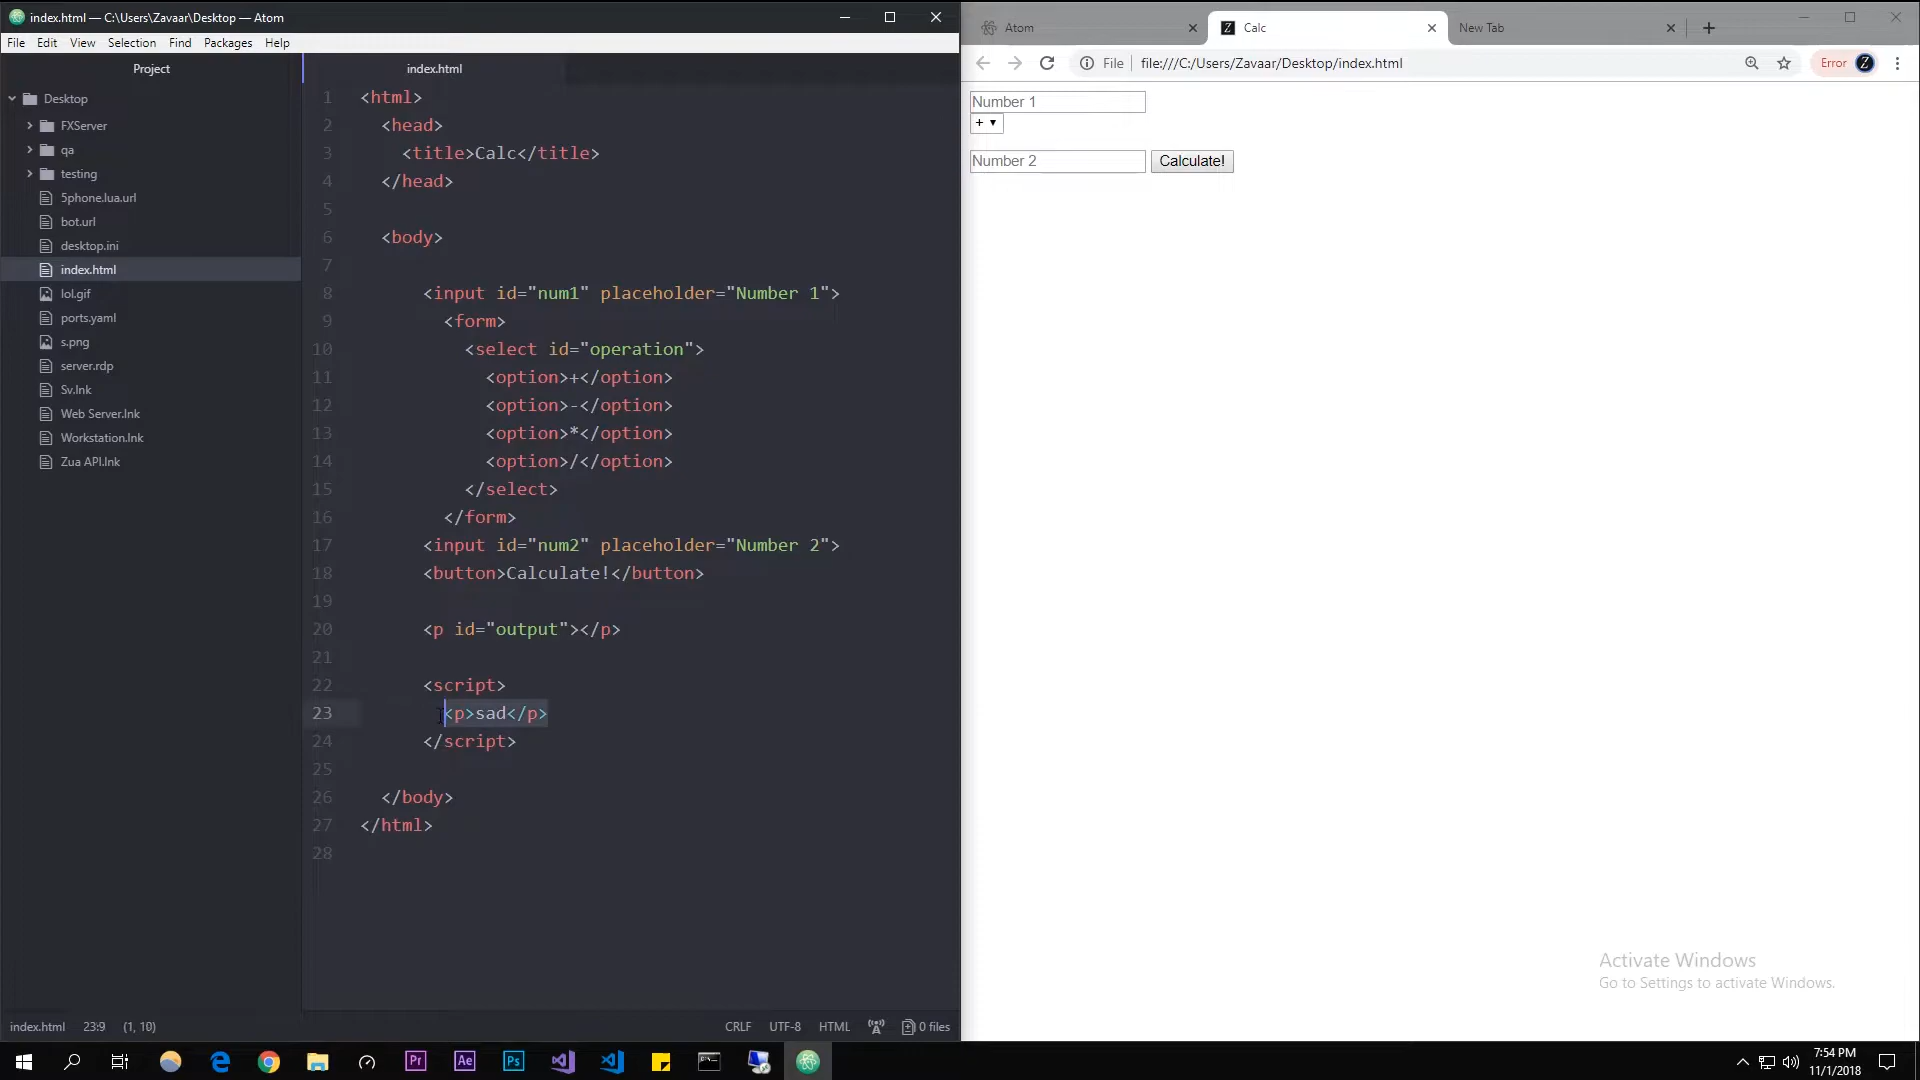 index.html — C:\Users\Zavaar\Desktop — Atom
File Edit View Selection Find Packages Help
Project
Desktop
FXServer
qa
testing
5phone.lua.url
bot.url
desktop.ini
index.html
lol.gif
ports.yaml
s.png
server.rdp
Sv.lnk
Web Server.lnk
Workstation.lnk
Zua API.lnk
index.html
1 <html>
2 <head>
3 <title>Calc</title>
4 </head>
5
6 <body>
7
8 <input id="num1" placeholder="Number 1">
9 <form>
10 <select id="operation">
11 <option>+</option>
12 <option>-</option>
13 <option>*</option>
14 <option>/</option>
15 </select>
16 </form>
17 <input id="num2" placeholder="Number 2">
18 <button>Calculate!</button>
19
20 <p id="output"></p>
21
22 <script>
23 <p>sad</p>
24 </script>
25
26 </body>
27 </html>
28
index.html 23:9 (1, 10) CRLF UTF-8 HTML 0 files
Atom Calc New Tab
File file:///C:/Users/Zavaar/Desktop/index.html Error Z
Number 1
+
Number 2 Calculate!
Activate Windows
Go to Settings to activate Windows.
Pr Ae Ps
7:54 PM
11/1/2018